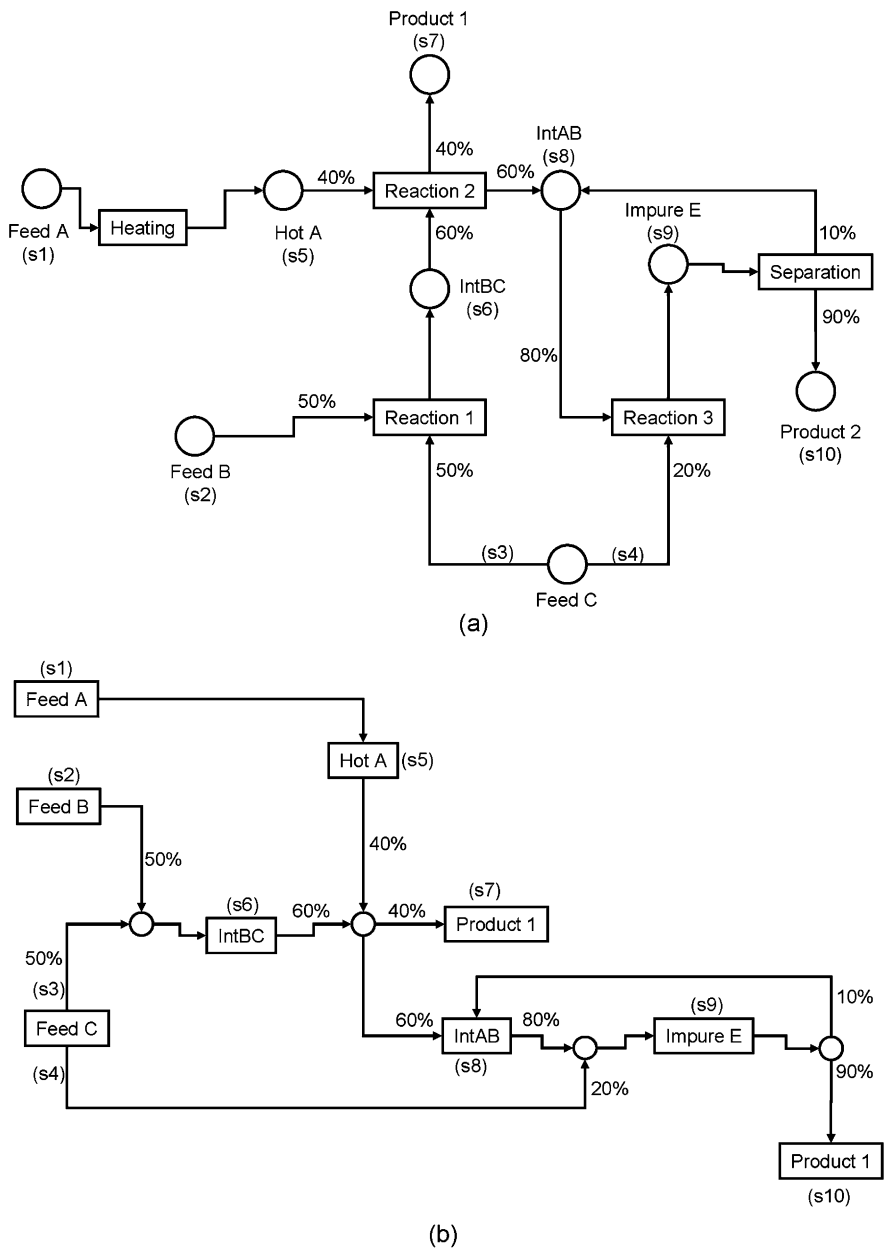 Product 1
(s7)
40%
IntAB
(s8)
40%
Reaction 2
60%
Impure E
(s9)
Heating
Feed A
(s1)
Hot A
(s5)
60%
10%
Separation
IntBC
(s6)
90%
80%
50%
Reaction 1
Reaction 3
Feed B
(s2)
Product 2
(s10)
50%
20%
(s3)
(s4)
Feed C
(a)
(s1)
Feed A
Hot A
(s5)
(s2)
Feed B
40%
50%
(s6)
IntBC
60%
40%
(s7)
Product 1
50%
(s3)
Feed C
(s4)
60%
IntAB
(s8)
80%
20%
(s9)
Impure E
10%
90%
Product 1
(s10)
(b)